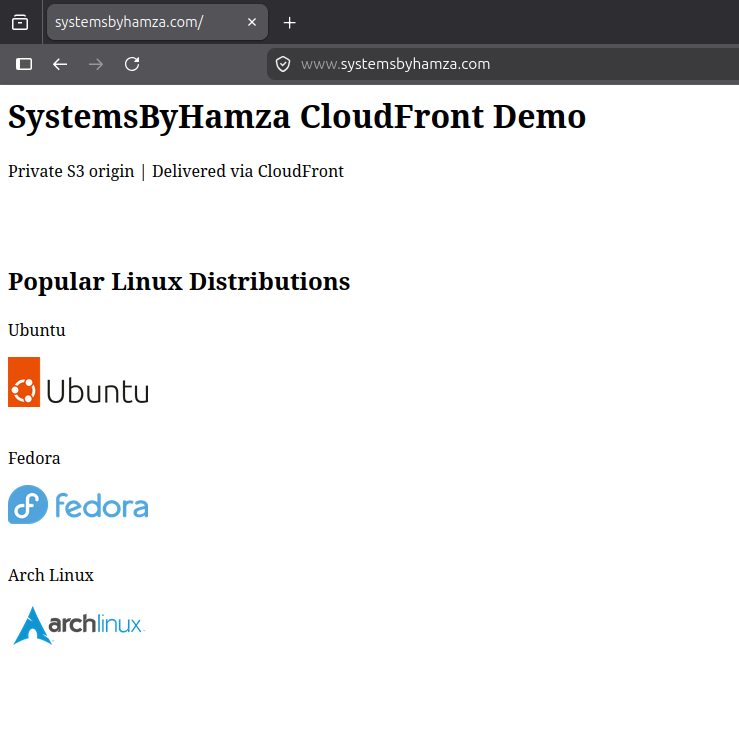 systemsbyhamza.com/
www.systemsbyhamza.com
SystemsByHamza CloudFront Demo
Private S3 origin | Delivered via CloudFront
Popular Linux Distributions
Ubuntu
Ubuntu
Fedora
fedora
Arch Linux
archlinux